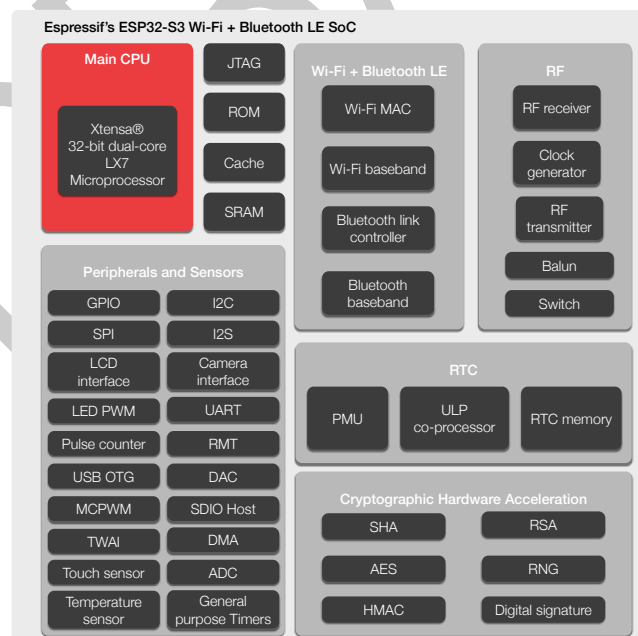 Espressif's ESP32-S3 Wi-Fi + Bluetooth LE SoC
Main CPU
Xtensa®
32-bit dual-core
LX7
Microprocessor
JTAG
ROM
Cache
SRAM
Wi-Fi + Bluetooth LE
Wi-Fi MAC
Wi-Fi baseband
Bluetooth link
controller
Bluetooth
baseband
RF
RF receiver
Clock
generator
RF
transmitter
Balun
Switch
Peripherals and Sensors
GPIO
I2C
SPI
I2S
LCD
interface
Camera
interface
LED PWM
UART
Pulse counter
RMT
USB OTG
DAC
MCPWM
SDIO Host
TWAI
DMA
Touch sensor
ADC
Temperature
sensor
General
purpose Timers
RTC
PMU
ULP
co-processor
RTC memory
Cryptographic Hardware Acceleration
SHA
RSA
AES
RNG
HMAC
Digital signature